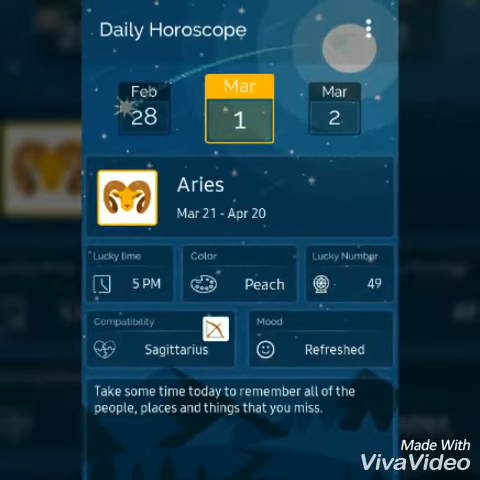 Daily Horoscope
Feb
28
Mar
1
Mar
2
Aries
Mar 21 - Apr 20
Lucky time
5 PM
Color
Peach
Lucky Number
49
Compatibility
Sagittarius
Mood
Refreshed
Take some time today to remember all of the
people, places and things that you miss.
Made With
VivaVideo